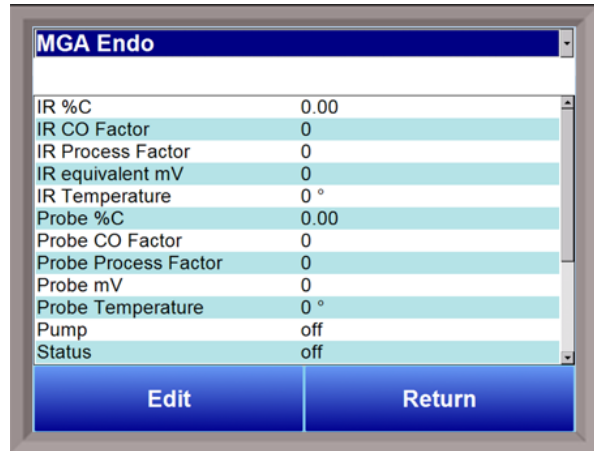 MGA Endo
IR %C 0.00
IR CO Factor 0
IR Process Factor 0
IR equivalent mV 0
IR Temperature 0 °
Probe %C 0.00
Probe CO Factor 0
Probe Process Factor 0
Probe mV 0
Probe Temperature 0 °
Pump off
Status off
Edit Return